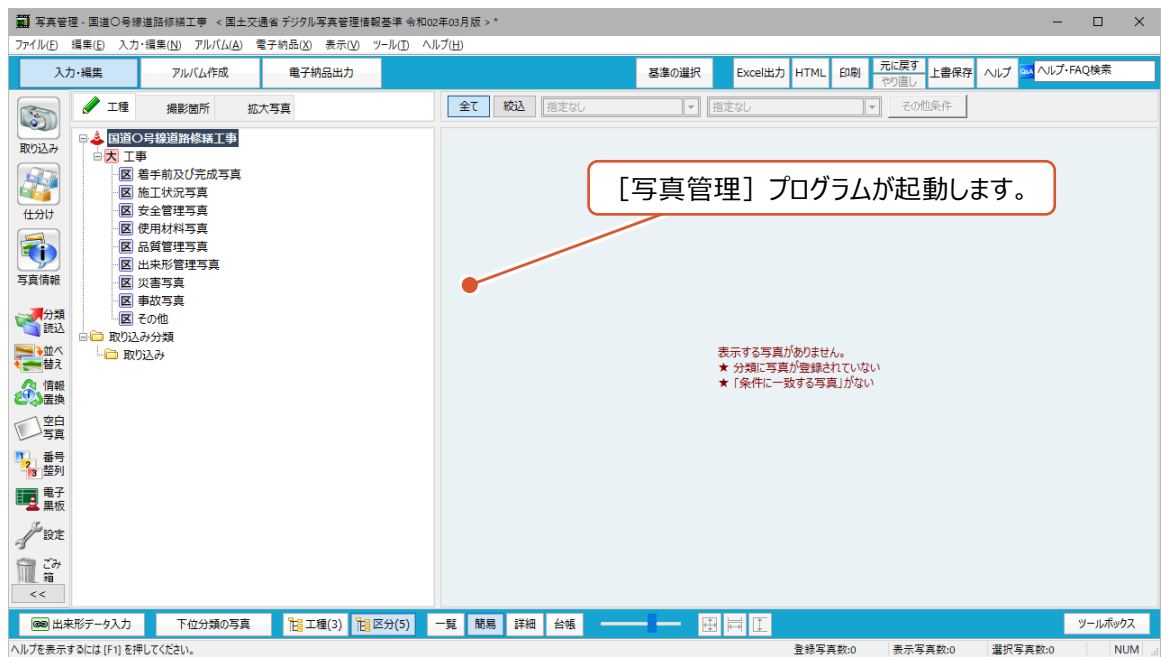 写真管理 - 国道〇号線道路修繕工事 < 国土交通省 デジタル写真管理情報基準 令和02年03月版 > *
ファイル(F) 編集(E) 入力・編集(N) アルバム(A) 電子納品(X) 表示(V) ツール(T) ヘルプ(H)
入力・編集 アルバム作成 電子納品出力 基準の選択 Excel出力 HTML 印刷 元に戻す やり直し 上書保存 ヘルプ Q&A ヘルプ・FAQ検索
工種 撮影箇所 拡大写真 全て 絞込 指定なし 指定なし その他条件
取り込み
仕分け
写真情報
分類
読込
並べ
替え
情報
置換
空白
写真
番号
整列
電子
黒板
設定
ごみ
箱
<<
国道〇号線道路修繕工事
大 工事
区 着手前及び完成写真
区 施工状況写真
区 安全管理写真
区 使用材料写真
区 品質管理写真
区 出来形管理写真
区 災害写真
区 事故写真
区 その他
取り込み分類
取り込み
［写真管理］プログラムが起動します。
表示する写真がありません。
★ 分類に写真が登録されていない
★ 「条件に一致する写真」がない
出来形データ入力 下位分類の写真 工種(3) 区分(5) 一覧 簡易 詳細 台帳 ツールボックス
ヘルプを表示するには [F1] を押してください。 登録写真数:0 表示写真数:0 選択写真数:0 NUM